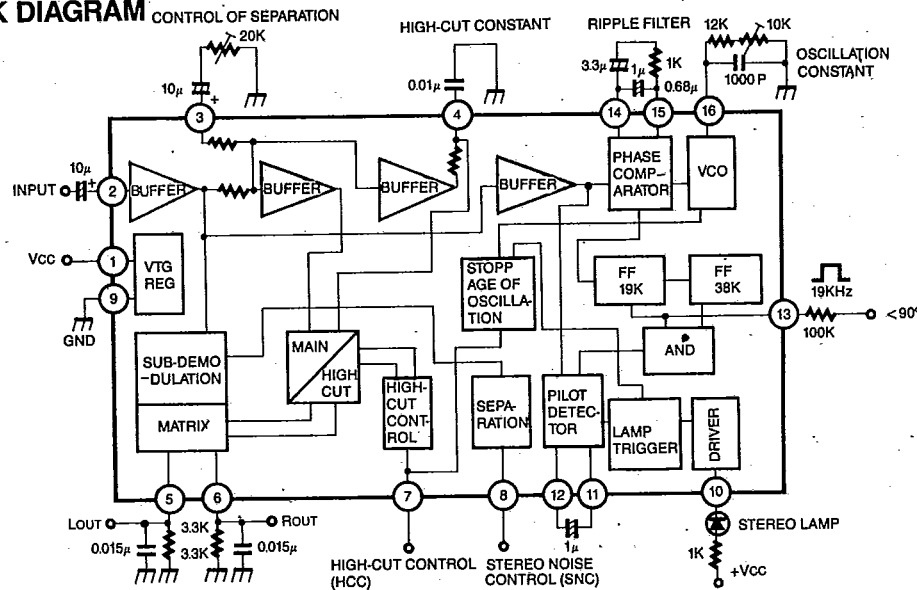 K DIAGRAM
CONTROL OF SEPARATION
HIGH-CUT CONSTANT
RIPPLE FILTER
12K
10K
20K
3.3μ
1μ
1K
0.68μ
1000 P
OSCILLATION
CONSTANT
10μ
+
0.01μ
3
4
14
15
16
10μ
+
INPUT
2
BUFFER
BUFFER
BUFFER
BUFFER
PHASE
COMP-
ARATOR
VCO
Vcc
1
9
GND
VTG
REG
STOPP
AGE OF
OSCILLA-
TION
FF
19K
FF
38K
13
19KHz
100K
<90°
AND
SUB-DEMO
-DULATION
MATRIX
MAIN
HIGH
CUT
HIGH-
CUT
CONT-
ROL
SEPA-
RATION
PILOT
DETEC-
TOR
LAMP
TRIGGER
DRIVER
5
6
7
8
12
11
10
LOUT
3.3K
3.3K
ROUT
0.015μ
0.015μ
HIGH-CUT CONTROL
(HCC)
STEREO NOISE
CONTROL (SNC)
1μ
STEREO LAMP
1K
+Vcc